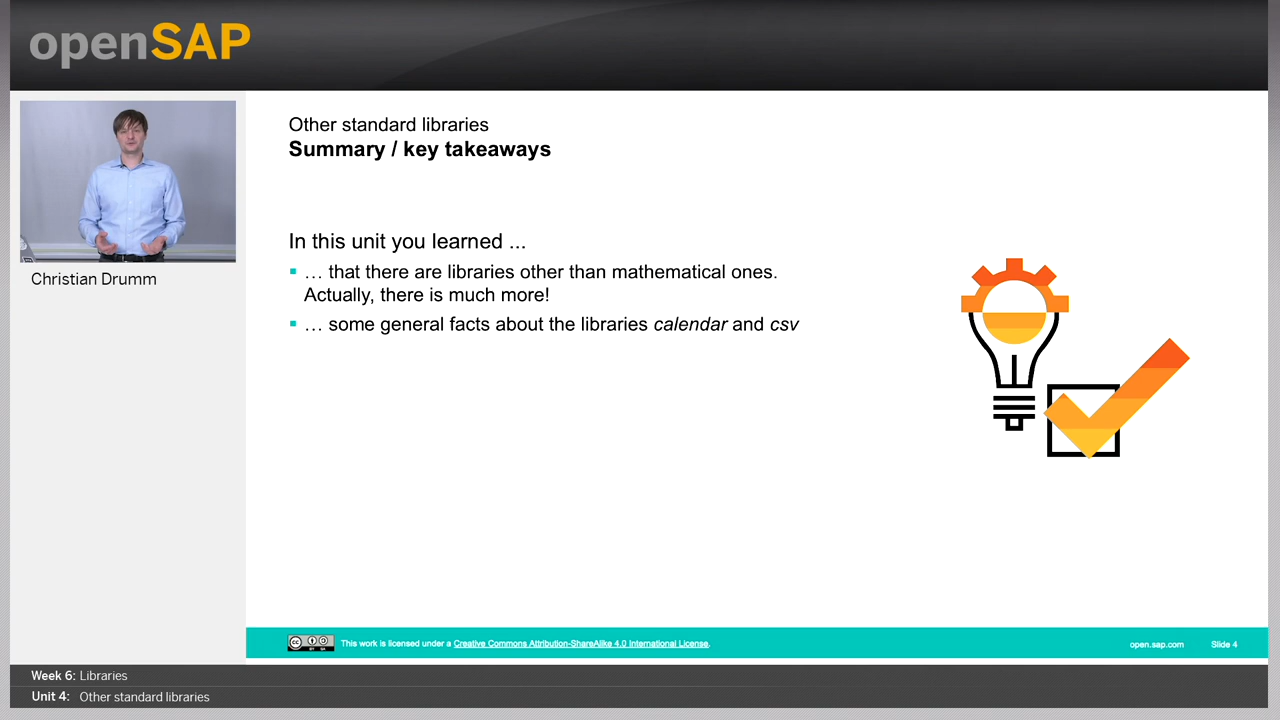 openSAP
Christian Drumm
Other standard libraries
Summary / key takeaways
In this unit you learned ...
… that there are libraries other than mathematical ones.
Actually, there is much more!
… some general facts about the libraries calendar and csv
This work is licensed under a Creative Commons Attribution-ShareAlike 4.0 International License.
open.sap.com
Slide 4
Week 6: Libraries
Unit 4: Other standard libraries